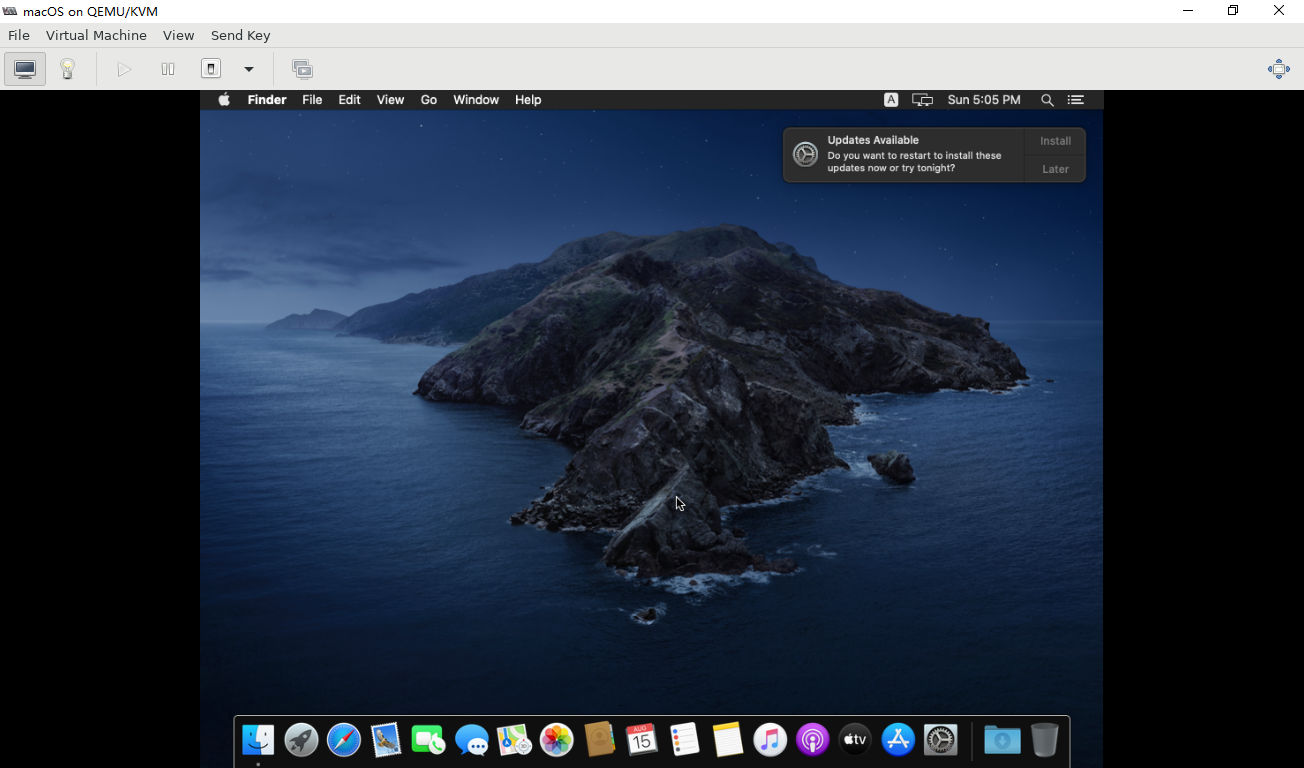 macOS on QEMU/KVM
File Virtual Machine View Send Key
Finder File Edit View Go Window Help A Sun 5:05 PM
Updates Available
Do you want to restart to install these
updates now or try tonight?
Install
Later
AUG
15
tv